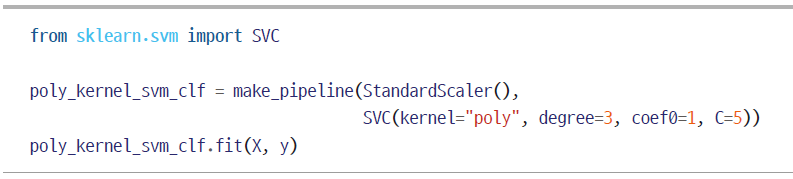 from sklearn.svm import SVC
poly_kernel_svm_clf = make_pipeline(StandardScaler(),
SVC(kernel="poly", degree=3, coef0=1, C=5))
poly_kernel_svm_clf.fit(X, y)